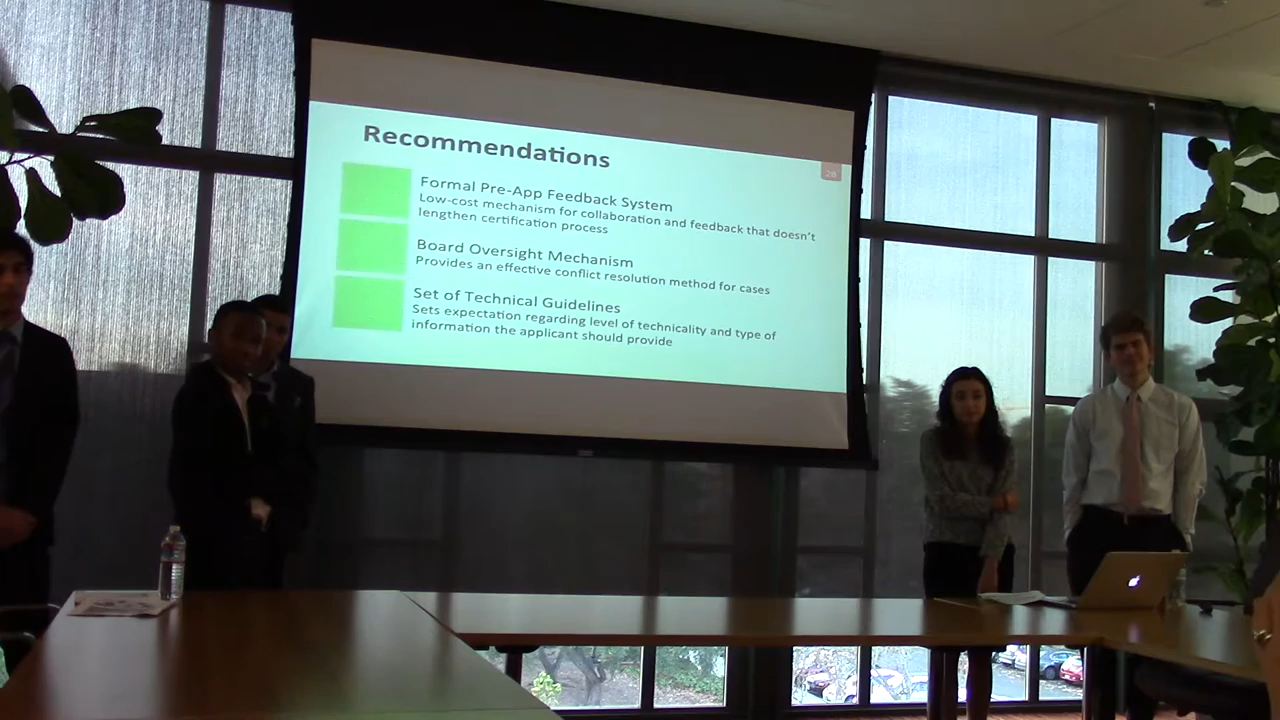 Recommendations
28
Formal Pre-App Feedback System
Low-cost mechanism for collaboration and feedback that doesn't
lengthen certification process
Board Oversight Mechanism
Provides an effective conflict resolution method for cases
Set of Technical Guidelines
Sets expectation regarding level of technicality and type of
information the applicant should provide